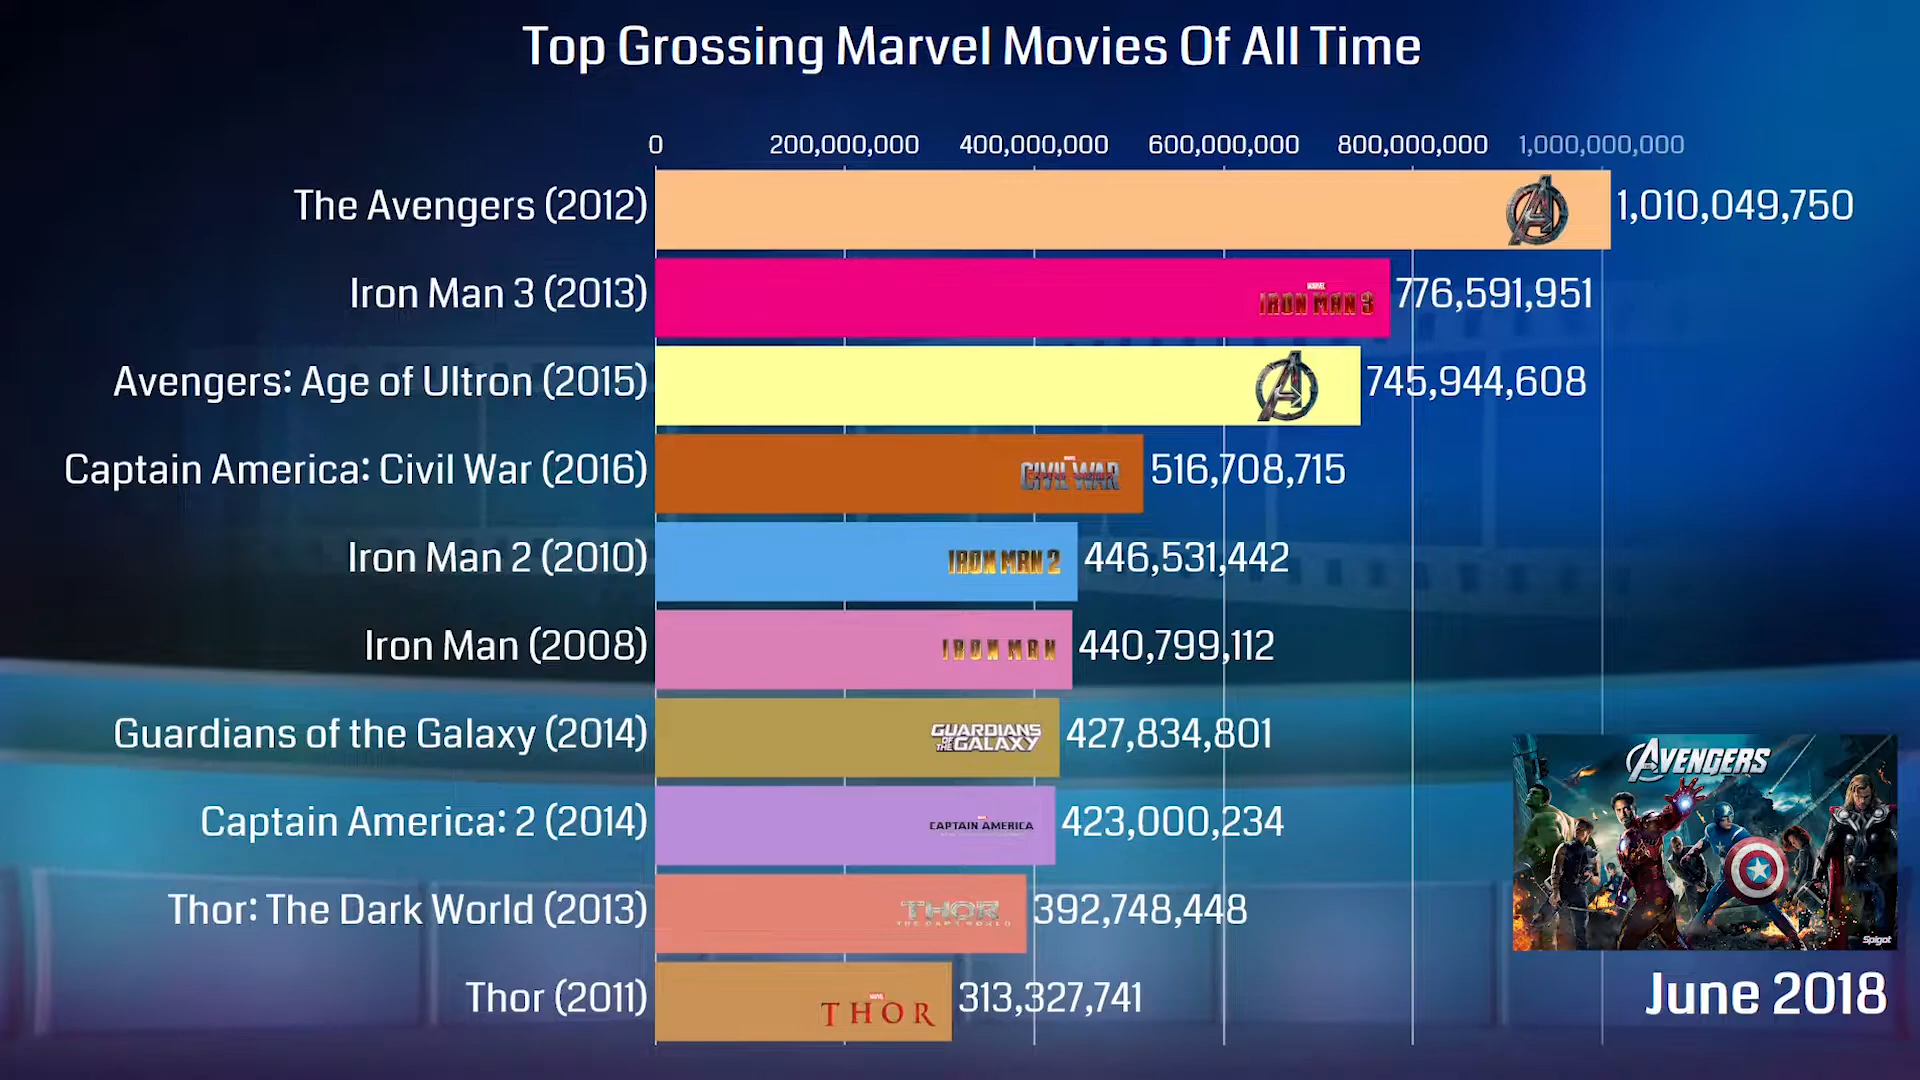 Top Grossing Marvel Movies Of All Time
0 200,000,000 400,000,000 600,000,000 800,000,000 1,000,000,000
The Avengers (2012) 1,010,049,750
Iron Man 3 (2013) MARVEL IRON MAN 3 776,591,951
Avengers: Age of Ultron (2015) 745,944,608
Captain America: Civil War (2016) CIVIL WAR 516,708,715
Iron Man 2 (2010) IRON MAN 2 446,531,442
Iron Man (2008) IRON MAN 440,799,112
Guardians of the Galaxy (2014) GUARDIANS OF THE GALAXY 427,834,801
Captain America: 2 (2014) CAPTAIN AMERICA 423,000,234
Thor: The Dark World (2013) THOR THE DARK WORLD 392,748,448
Thor (2011) MARVEL THOR 313,327,741
AVENGERS
Spigot
June 2018